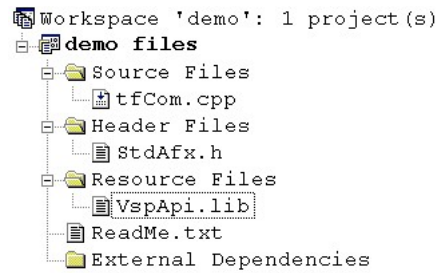 Workspace 'demo': 1 project(s)
demo files
Source Files
tfCom.cpp
Header Files
StdAfx.h
Resource Files
VspApi.lib
ReadMe.txt
External Dependencies